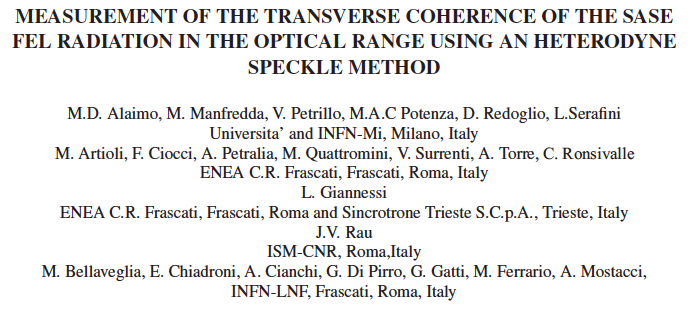 MEASUREMENT OF THE TRANSVERSE COHERENCE OF THE SASE
FEL RADIATION IN THE OPTICAL RANGE USING AN HETERODYNE
SPECKLE METHOD
M.D. Alaimo, M. Manfredda, V. Petrillo, M.A.C Potenza, D. Redoglio, L.Serafini
Universita’ and INFN-Mi, Milano, Italy
M. Artioli, F. Ciocci, A. Petralia, M. Quattromini, V. Surrenti, A. Torre, C. Ronsivalle
ENEA C.R. Frascati, Frascati, Roma, Italy
L. Giannessi
ENEA C.R. Frascati, Frascati, Roma and Sincrotrone Trieste S.C.p.A., Trieste, Italy
J.V. Rau
ISM-CNR, Roma,Italy
M. Bellaveglia, E. Chiadroni, A. Cianchi, G. Di Pirro, G. Gatti, M. Ferrario, A. Mostacci,
INFN-LNF, Frascati, Roma, Italy